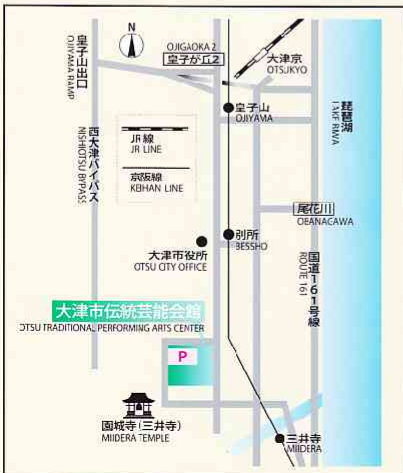 N
皇子山出口
OJIYAMA RAMP
OJIGAOKA 2
皇子が丘2
大津京
OTSUKYO
皇子山
OJIYAMA
琵琶湖
LAKE BIWA
西大津バイパス
NISHIOTSU BYPASS
JR線
JR LINE
京阪線
KEIHAN LINE
尾花川
OBANAGAWA
別所
BESSHO
大津市役所
OTSU CITY OFFICE
国道161号線
ROUTE 161
大津市伝統芸能会館
OTSU TRADITIONAL PERFORMING ARTS CENTER
P
園城寺(三井寺)
MIIDERA TEMPLE
三井寺
MIIDERA